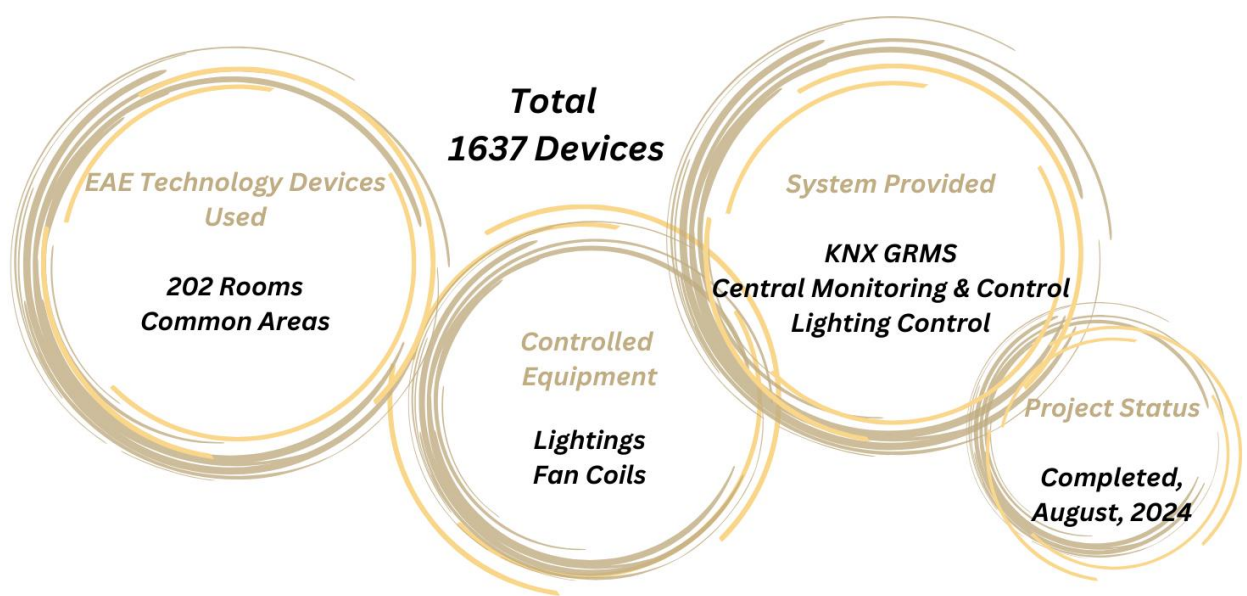 Total
1637 Devices
EAE Technology Devices
Used
202 Rooms
Common Areas
Controlled
Equipment
Lightings
Fan Coils
System Provided
KNX GRMS
Central Monitoring & Control
Lighting Control
Project Status
Completed,
August, 2024